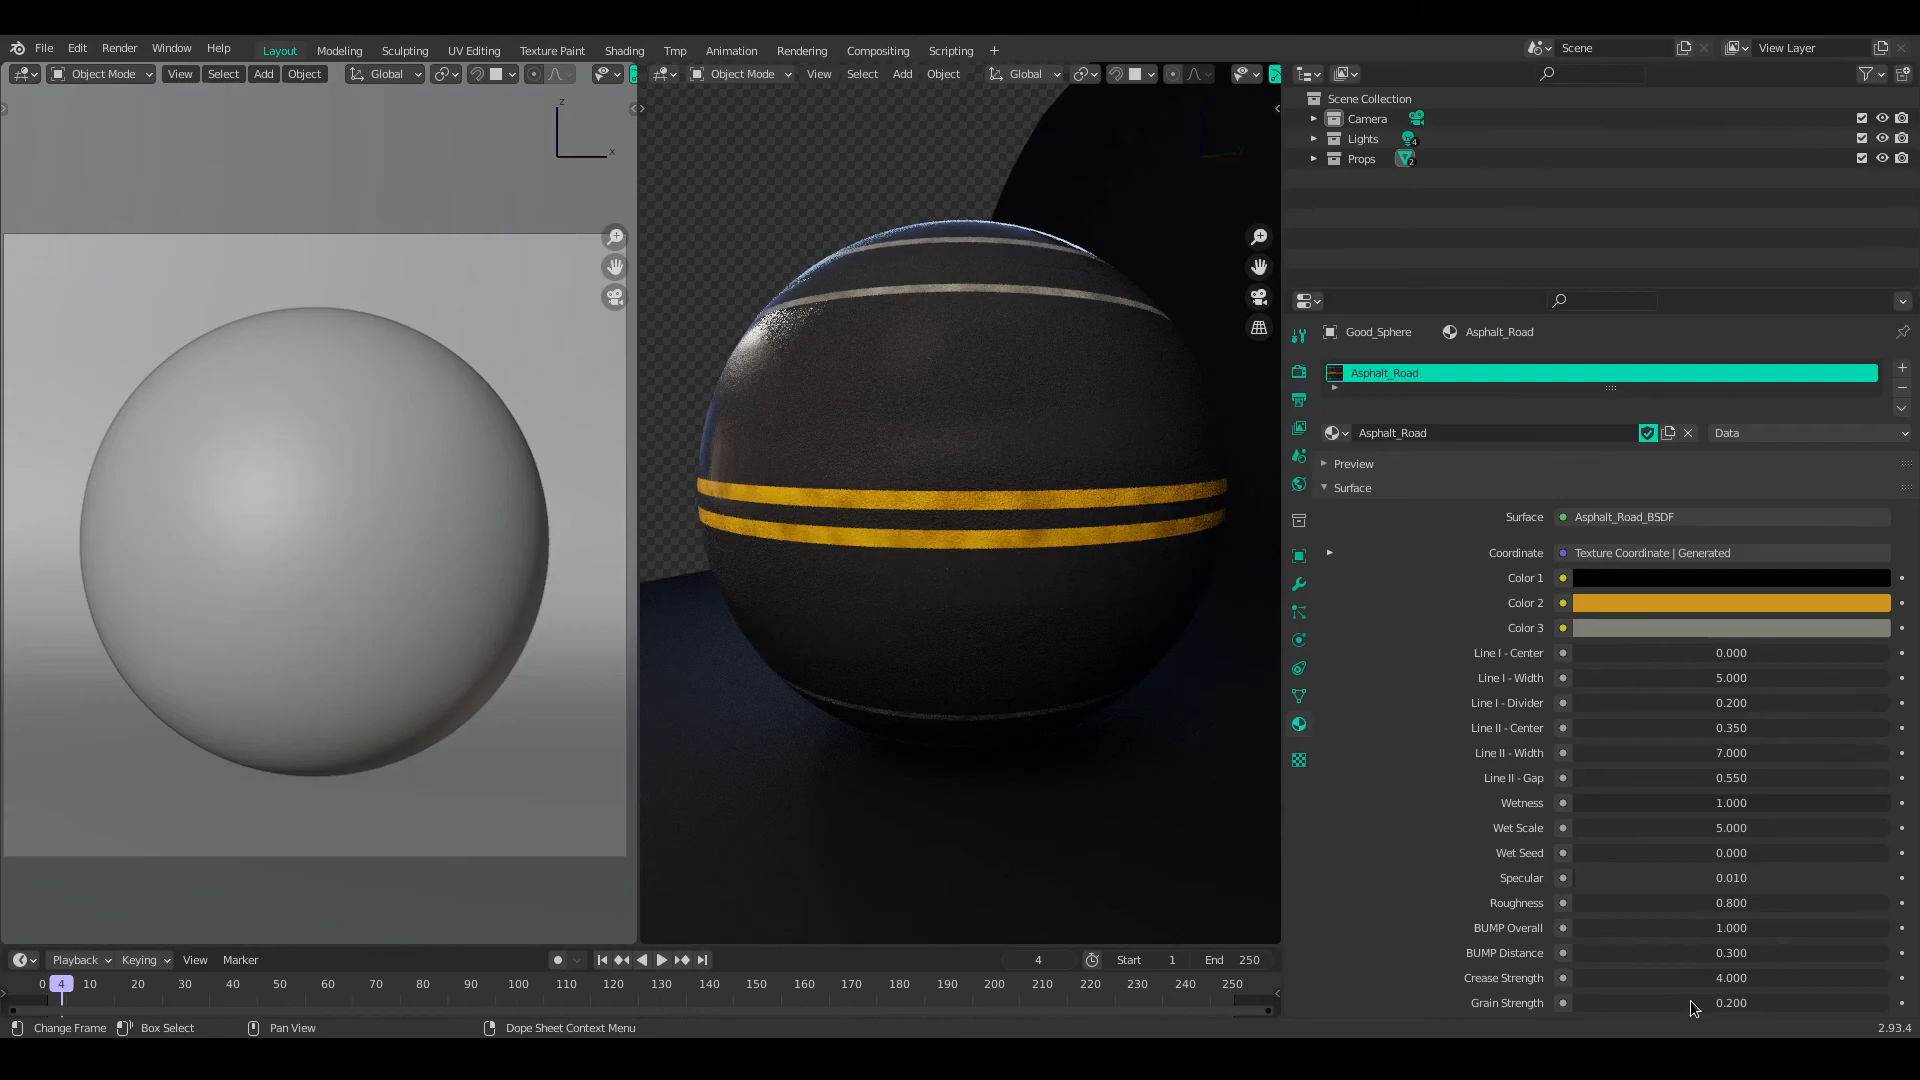 File Edit Render Window Help Layout Modeling Sculpting UV Editing Texture Paint Shading Tmp Animation Rendering Compositing Scripting + Scene View Layer
Object Mode View Select Add Object Global Object Mode View Select Add Object Global
z
x
Scene Collection
Camera
Lights 4
Props 2
Good_Sphere Asphalt_Road
Asphalt_Road
Asphalt_Road Data
Preview
Surface
Surface Asphalt_Road_BSDF
Coordinate Texture Coordinate | Generated
Color 1
Color 2
Color 3
Line I - Center 0.000
Line I - Width 5.000
Line I - Divider 0.200
Line II - Center 0.350
Line II - Width 7.000
Line II - Gap 0.550
Wetness 1.000
Wet Scale 5.000
Wet Seed 0.000
Specular 0.010
Roughness 0.800
BUMP Overall 1.000
BUMP Distance 0.300
Crease Strength 4.000
Grain Strength 0.200
Playback Keying View Marker 4 Start 1 End 250
0 4 10 20 30 40 50 60 70 80 90 100 110 120 130 140 150 160 170 180 190 200 210 220 230 240 250
Change Frame Box Select Pan View Dope Sheet Context Menu 2.93.4